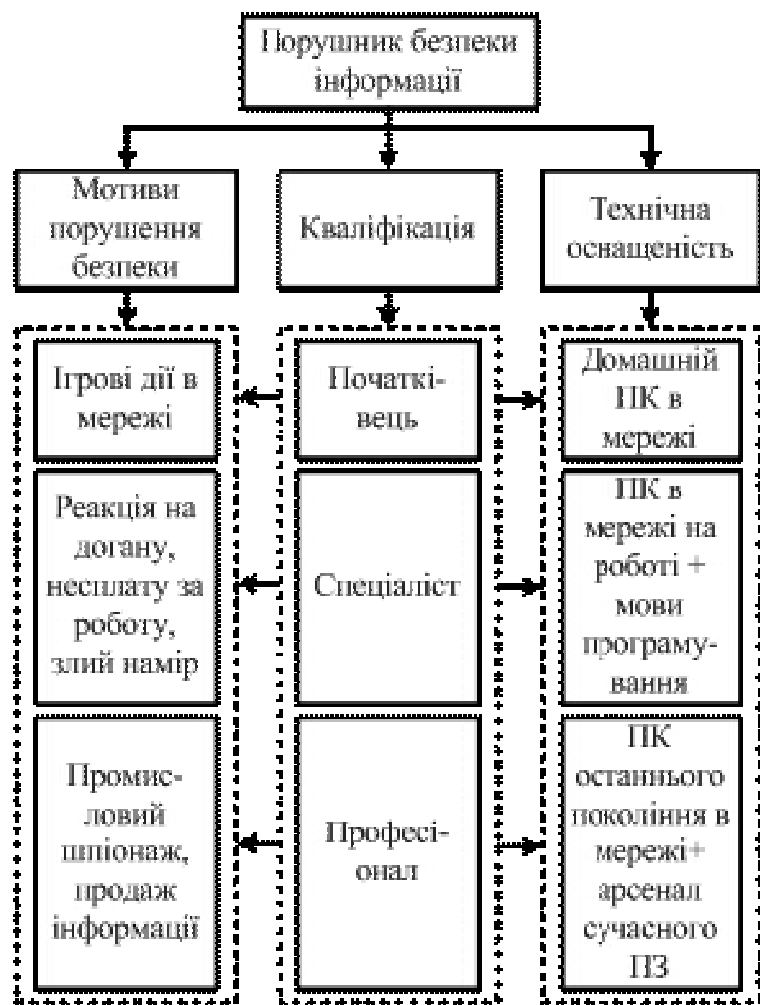 Порушник безпеки
інформації
Мотиви
порушення
безпеки
Кваліфікація
Технічна
оснащеність
Ігрові дії в
мережі
Початкі-
вець
Домашній
ПК в
мережі
Реакція на
догану,
несплату за
роботу,
злий намір
Спеціаліст
ПК в
мережі на
роботі +
мови
програму-
вання
Промис-
ловий
шпіонаж,
продаж
інформації
Професі-
онал
ПК
останнього
покоління в
мережі+
арсенал
сучасного
ПЗ